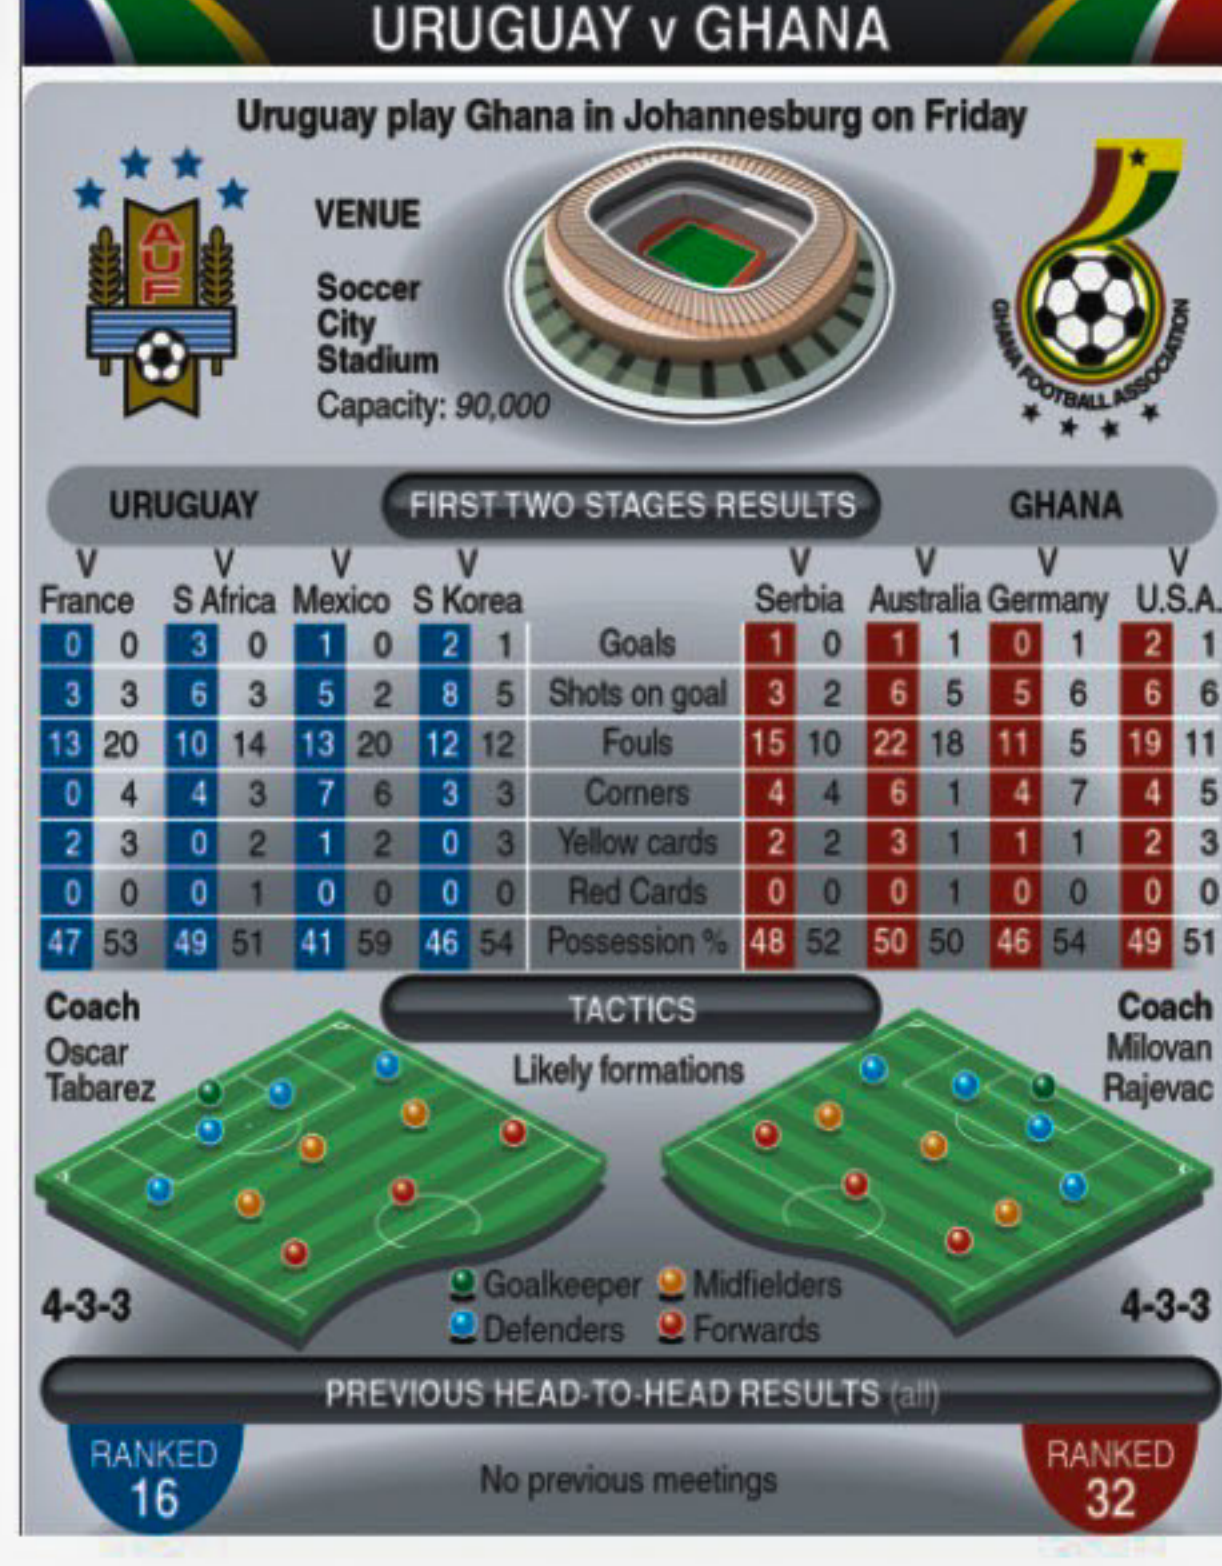 URUGUAY v GHANA
Uruguay play Ghana in Johannesburg on Friday
AUF
VENUE
Soccer
City
Stadium
Capacity: 90,000
GHANA FOOTBALL ASSOCIATION
URUGUAY FIRST TWO STAGES RESULTS GHANA
V V V V V V V V
France S Africa Mexico S Korea Serbia Australia Germany U.S.A.
0 0 3 0 1 0 2 1 Goals 1 0 1 1 0 1 2 1
3 3 6 3 5 2 8 5 Shots on goal 3 2 6 5 5 6 6 6
13 20 10 14 13 20 12 12 Fouls 15 10 22 18 11 5 19 11
0 4 4 3 7 6 3 3 Corners 4 4 6 1 4 7 4 5
2 3 0 2 1 2 0 3 Yellow cards 2 2 3 1 1 1 2 3
0 0 0 1 0 0 0 0 Red Cards 0 0 0 1 0 0 0 0
47 53 49 51 41 59 46 54 Possession % 48 52 50 50 46 54 49 51
TACTICS
Likely formations
Coach
Oscar
Tabarez
Coach
Milovan
Rajevac
4-3-3
Goalkeeper Midfielders
Defenders Forwards
4-3-3
PREVIOUS HEAD-TO-HEAD RESULTS (all)
RANKED
16
No previous meetings
RANKED
32